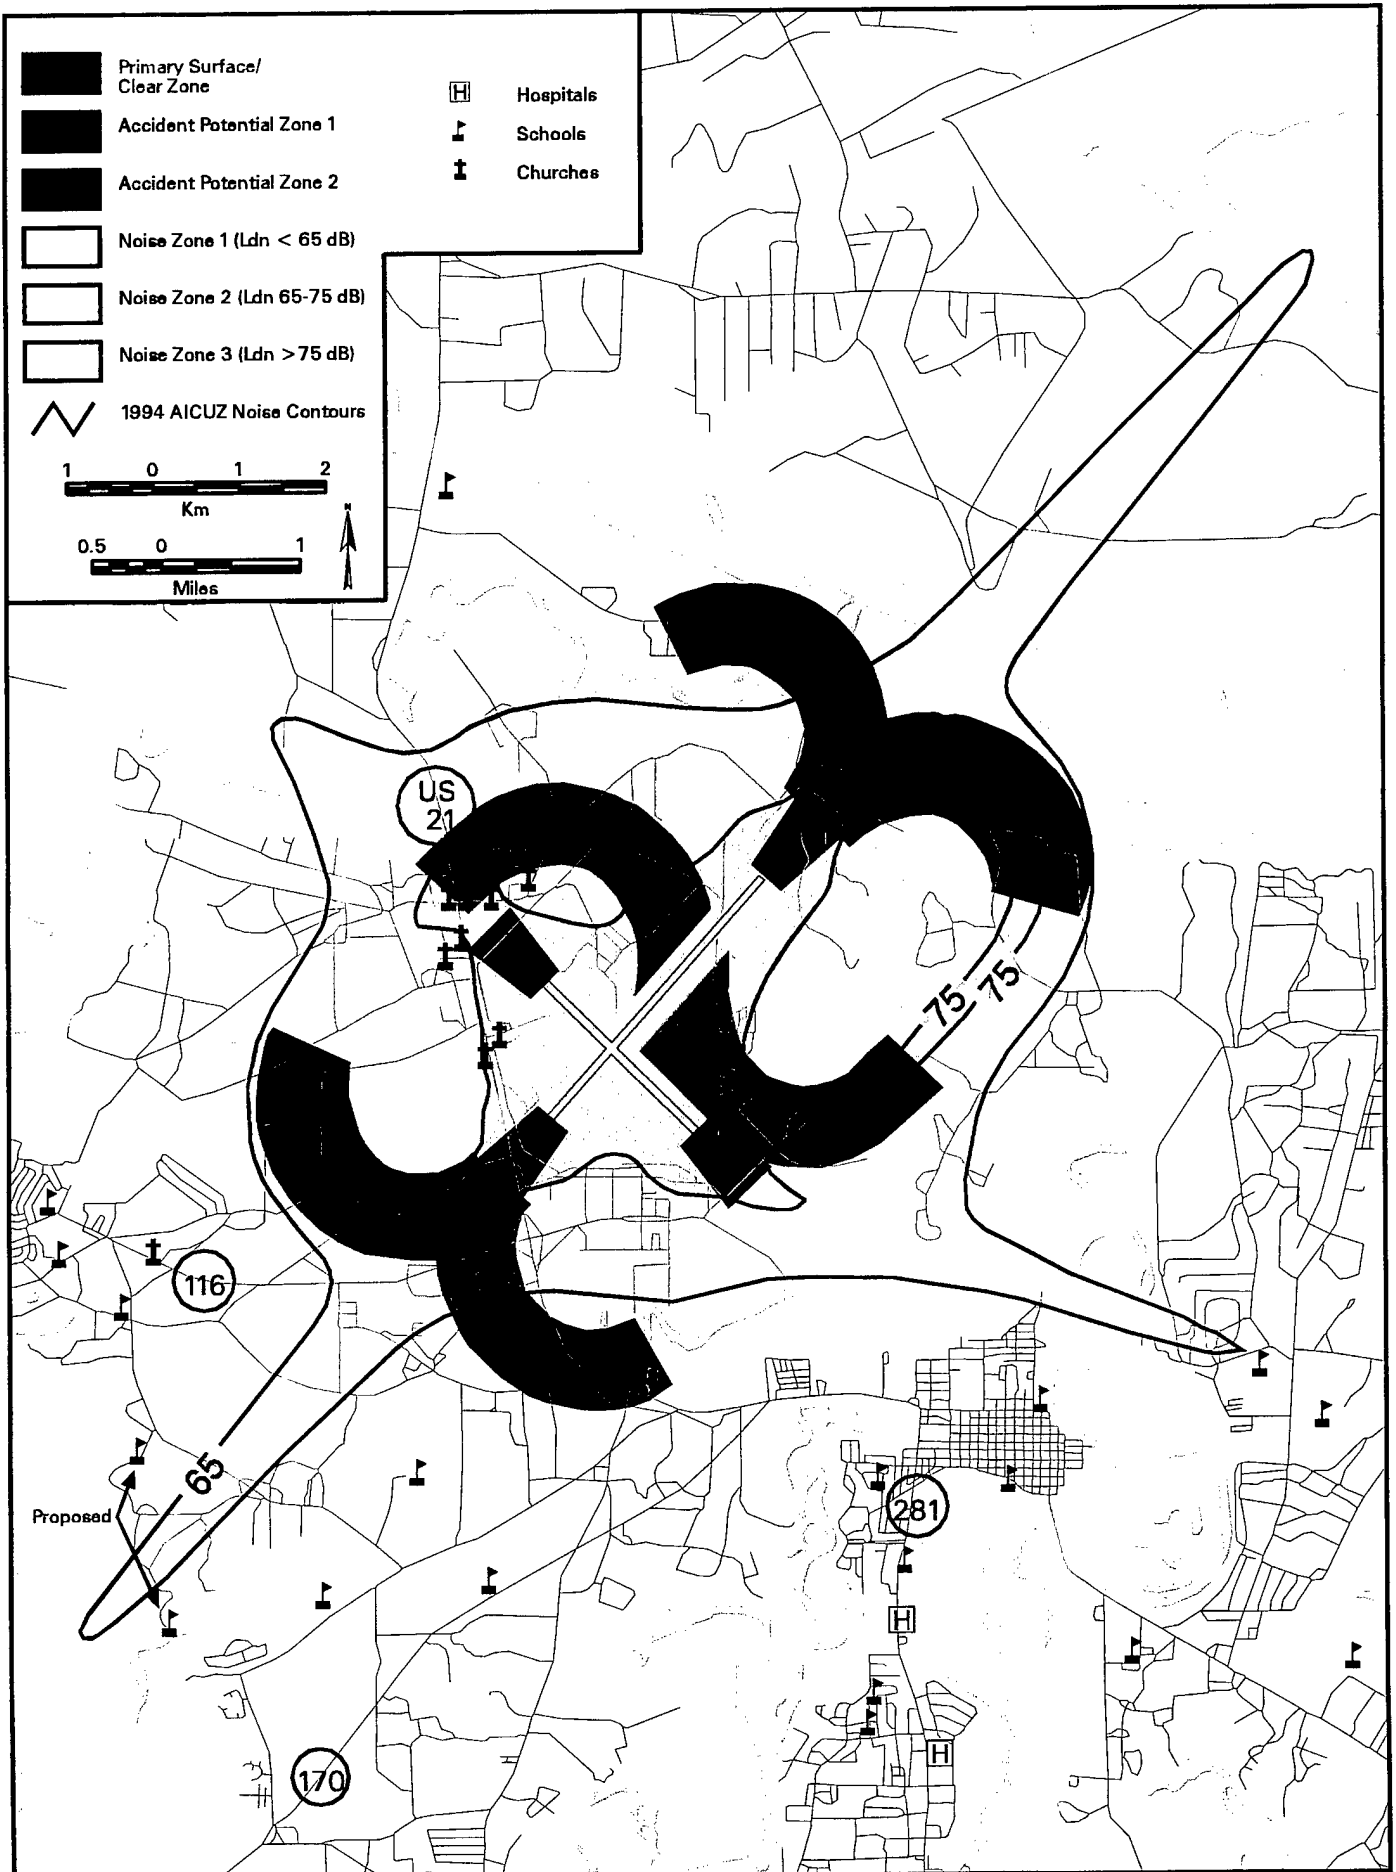 Primary Surface/
Clear Zone
Accident Potential Zone 1
Accident Potential Zone 2
Noise Zone 1 (Ldn < 65 dB)
Noise Zone 2 (Ldn 65-75 dB)
Noise Zone 3 (Ldn >75 dB)
1994 AICUZ Noise Contours
H Hospitals
Schools
Churches
1 0 1 2
Km
0.5 0 1
Miles
N
US
21
75
75
116
65
Proposed
281
H
H
170